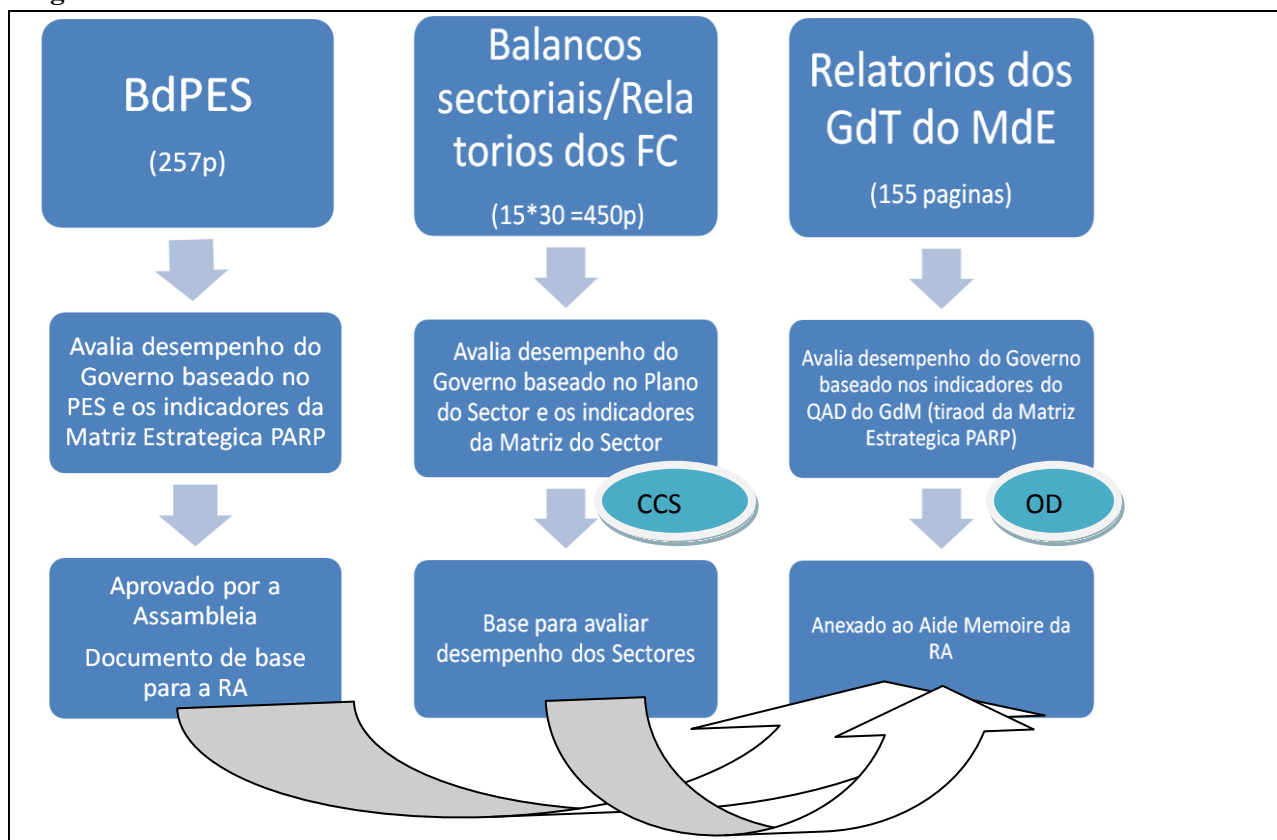 BdPES
(257p)
Avalia desempenho do
Governo baseado no
PES e os indicadores da
Matriz Estrategica PARP
Aprovado por a
Assambleia
Documento de base
para a RA
Balancos
sectoriais/Rela
torios dos FC
(15*30 =450p)
Avalia desempenho do
Governo baseado no Plano
do Sector e os indicadores
da Matriz do Sector
CCS
Base para avaliar
desempenho dos Sectores
Relatorios dos
GdT do MdE
(155 paginas)
Avalia desempenho do Governo
baseado nos indicadores do
QAD do GdM (tiraod da Matriz
Estrategica PARP)
OD
Anexado ao Aide Memoire da
RA